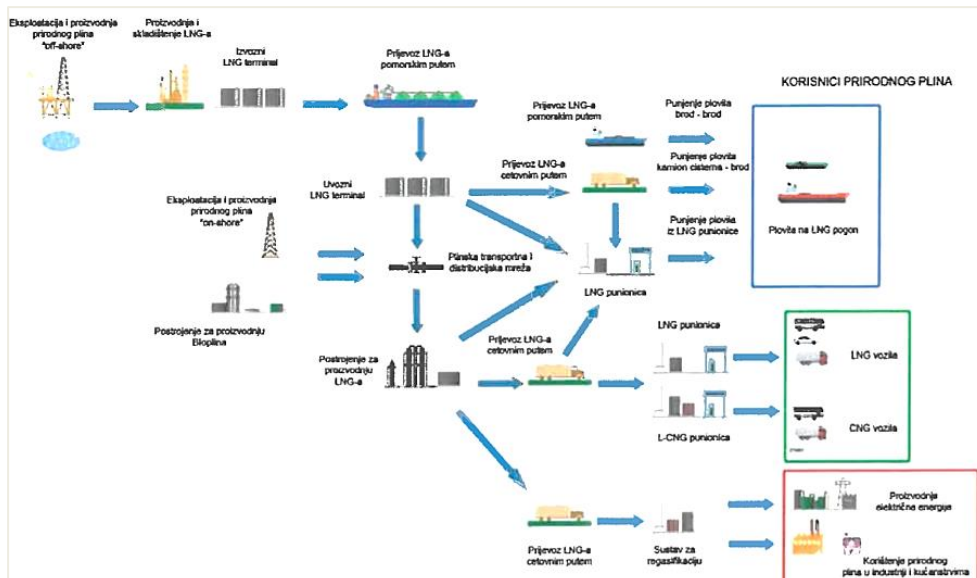 Eksploatacija i proizvodnja
prirodnog plina
"off-shore"
Proizvodnja i
skladištenje LNG-a
Izvozni
LNG terminal
Prijevoz LNG-a
pomorskim putem
KORISNICI PRIRODNOG PLINA
Prijevoz LNG-a
pomorskim putem
Punjenje plovila
brod - brod
Prijevoz LNG-a
cetovnim putem
Punjenje plovila
kamion cisterna - brod
Uvozni
LNG terminal
Eksploatacija i proizvodnja
prirodnog plina
"on-shore"
Punjenje plovila
iz LNG punionice
Plovila na LNG pogon
Plinska transportna i
distribucijska mreža
LNG punionica
Postrojenje za proizvodnju
Bioplina
Postrojenje za
proizvodnju
LNG-a
Prijevoz LNG-a
cetovnim putem
LNG punionica
LNG vozila
L-CNG punionica
CNG vozila
Prijevoz LNG-a
cetovnim putem
Sustav za
regasifikaciju
Proizvodnja
električna energije
Korištenje prirodnog
plina u industriji i kućanstvima